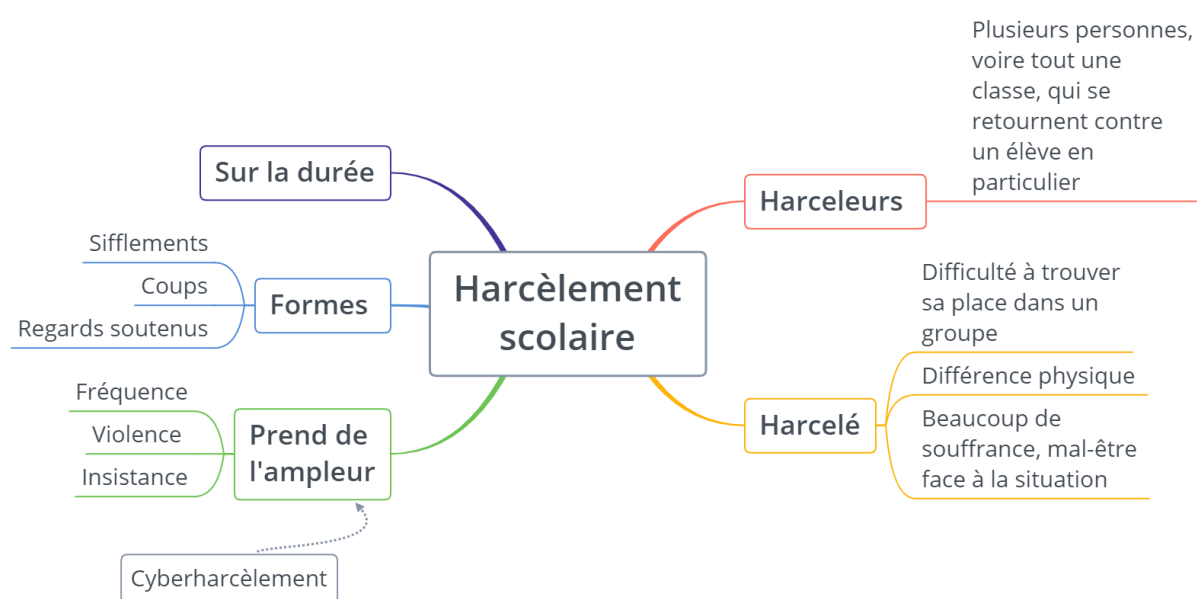 Harcèlement
scolaire
Sur la durée
Formes
Sifflements
Coups
Regards soutenus
Prend de
l'ampleur
Fréquence
Violence
Insistance
Cyberharcèlement
Harceleurs
Plusieurs personnes,
voire tout une
classe, qui se
retournent contre
un élève en
particulier
Harcelé
Difficulté à trouver
sa place dans un
groupe
Différence physique
Beaucoup de
souffrance, mal-être
face à la situation